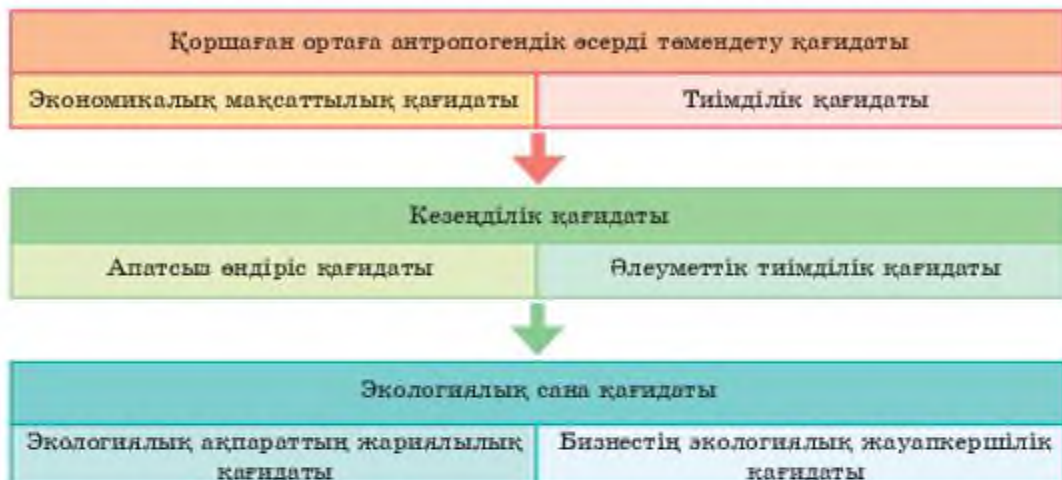 Қоршаған ортаға антропогендік әсерді төмендету қағидаты
Экономикалық мақсаттылық қағидаты
Тиімділік қағидаты
Кезеңділік қағидаты
Апатсыз өндіріс қағидаты
Әлеуметтік тиімділік қағидаты
Экологиялық сана қағидаты
Экологиялық ақпараттың жариялылық
қағидаты
Бизнестің экологиялық жауапкершілік
қағидаты